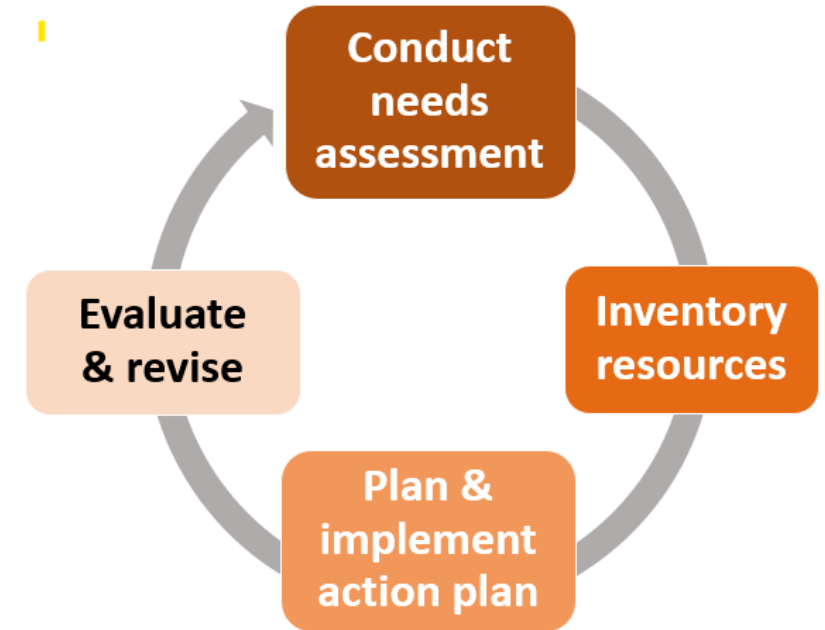 Conduct
needs
assessment
Inventory
resources
Plan &
implement
action plan
Evaluate
& revise